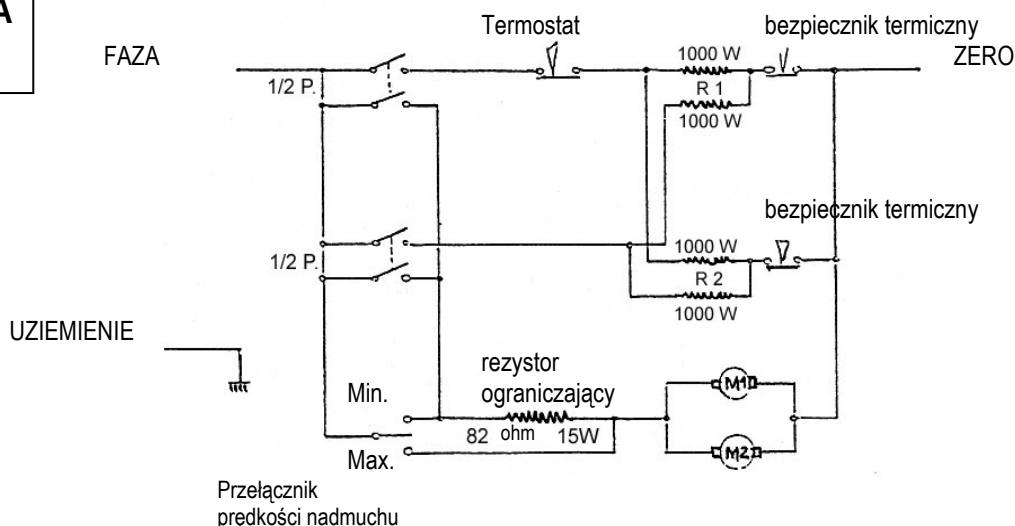 A
Termostat
bezpiecznik termiczny
FAZA
1000 W
ZERO
1/2 P.
R 1
1000 W
bezpiecznik termiczny
1000 W
1/2 P.
R 2
1000 W
UZIEMIENIE
rezystor
ograniczający
Min.
M1
82 ohm 15W
Max.
M2
Przełącznik
prędkości nadmuchu